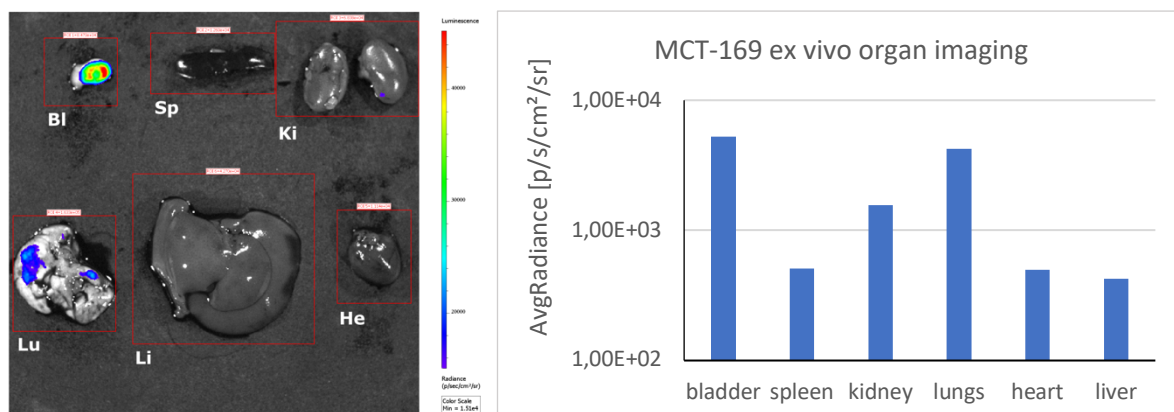 Luminescence
40000
30000
20000
Radiance
(p/sec/cm²/sr)
Color Scale
Min = 1.51e4
Bl
Sp
Ki
Lu
Li
He
MCT-169 ex vivo organ imaging
AvgRadiance [p/s/cm²/sr]
1,00E+04
1,00E+03
1,00E+02
bladder spleen kidney lungs heart liver